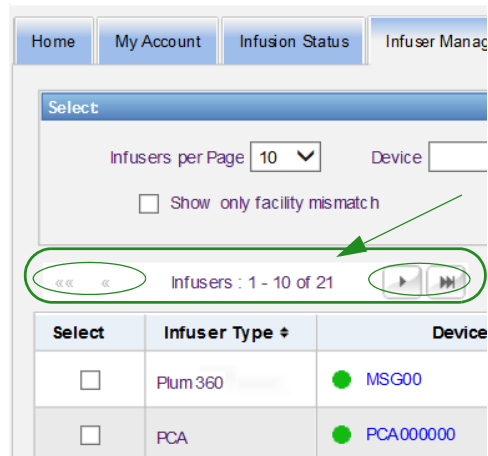 Home My Account Infusion Status Infuser Manag
Select:
Infusers per Page 10 Device
Show only facility mismatch
«« « Infusers : 1 - 10 of 21
Select Infuser Type Device
Plum 360 MSG00
PCA PCA000000